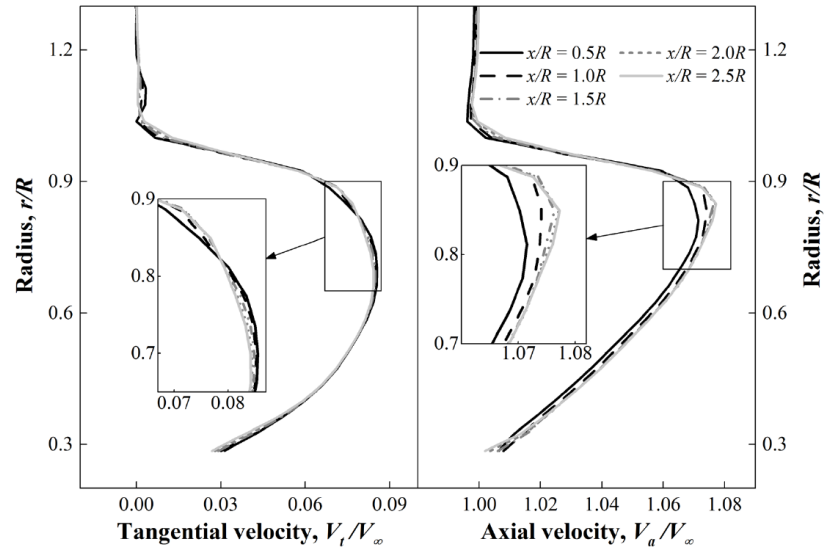 1.2
0.9
0.6
0.3
Radius, r/R
0.9
0.8
0.7
0.07 0.08
0.00 0.03 0.06 0.09
Tangential velocity, Vt/V∞
x/R = 0.5R
x/R = 1.0R
x/R = 1.5R
x/R = 2.0R
x/R = 2.5R
0.9
0.8
0.7
1.07 1.08
1.00 1.02 1.04 1.06 1.08
Axial velocity, Va/V∞
1.2
0.9
0.6
0.3
Radius, r/R